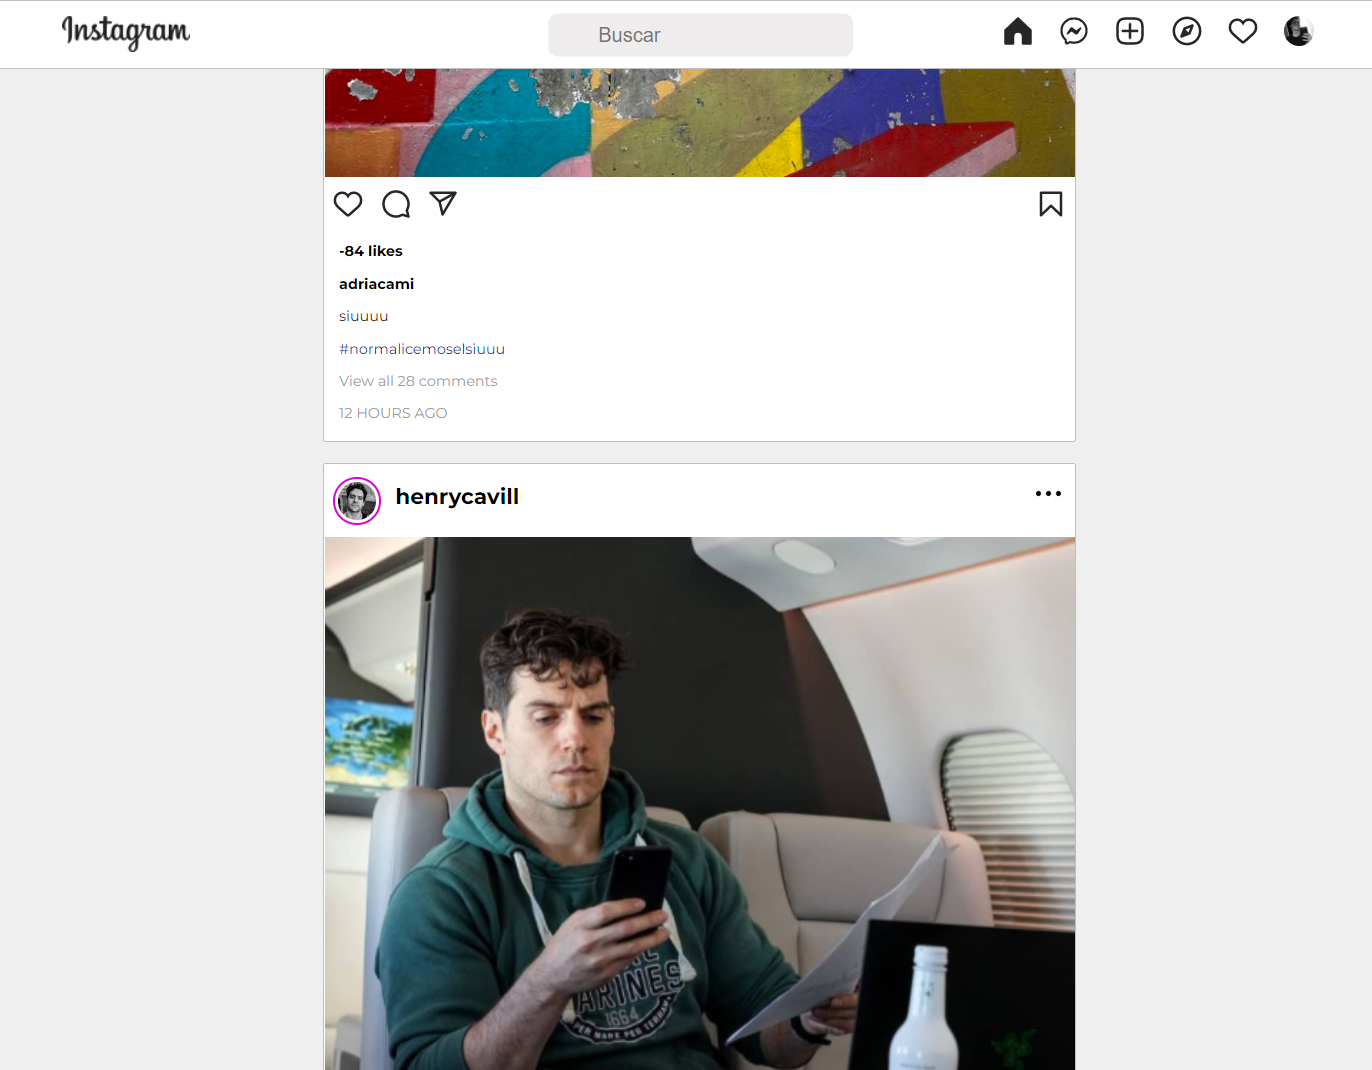 Instagram
Buscar
-84 likes
adriacami
siuuuu
#normalicemoselsiuuu
View all 28 comments
12 HOURS AGO
henrycavill
ARINES
1664
PER MARE PER TERRAM